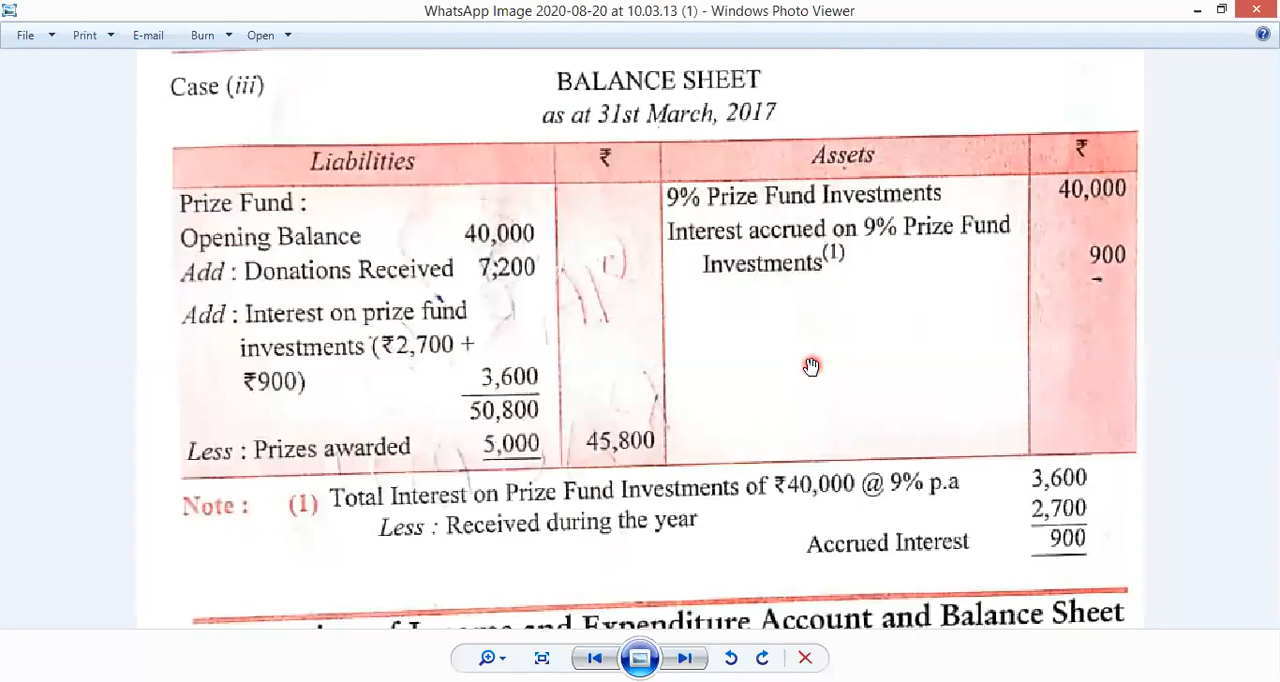 WhatsApp Image 2020-08-20 at 10.03.13 (1) - Windows Photo Viewer
File Print E-mail Burn Open
Case (iii)
BALANCE SHEET
as at 31st March, 2017
Liabilities ₹ Assets ₹
Prize Fund :
Opening Balance 40,000
Add : Donations Received 7,200
Add : Interest on prize fund
investments (₹2,700 +
₹900) 3,600
50,800
Less : Prizes awarded 5,000 45,800
9% Prize Fund Investments 40,000
Interest accrued on 9% Prize Fund
Investments(1) 900
Note : (1) Total Interest on Prize Fund Investments of ₹40,000 @ 9% p.a 3,600
Less : Received during the year 2,700
Accrued Interest 900
and Expenditure Account and Balance Sheet